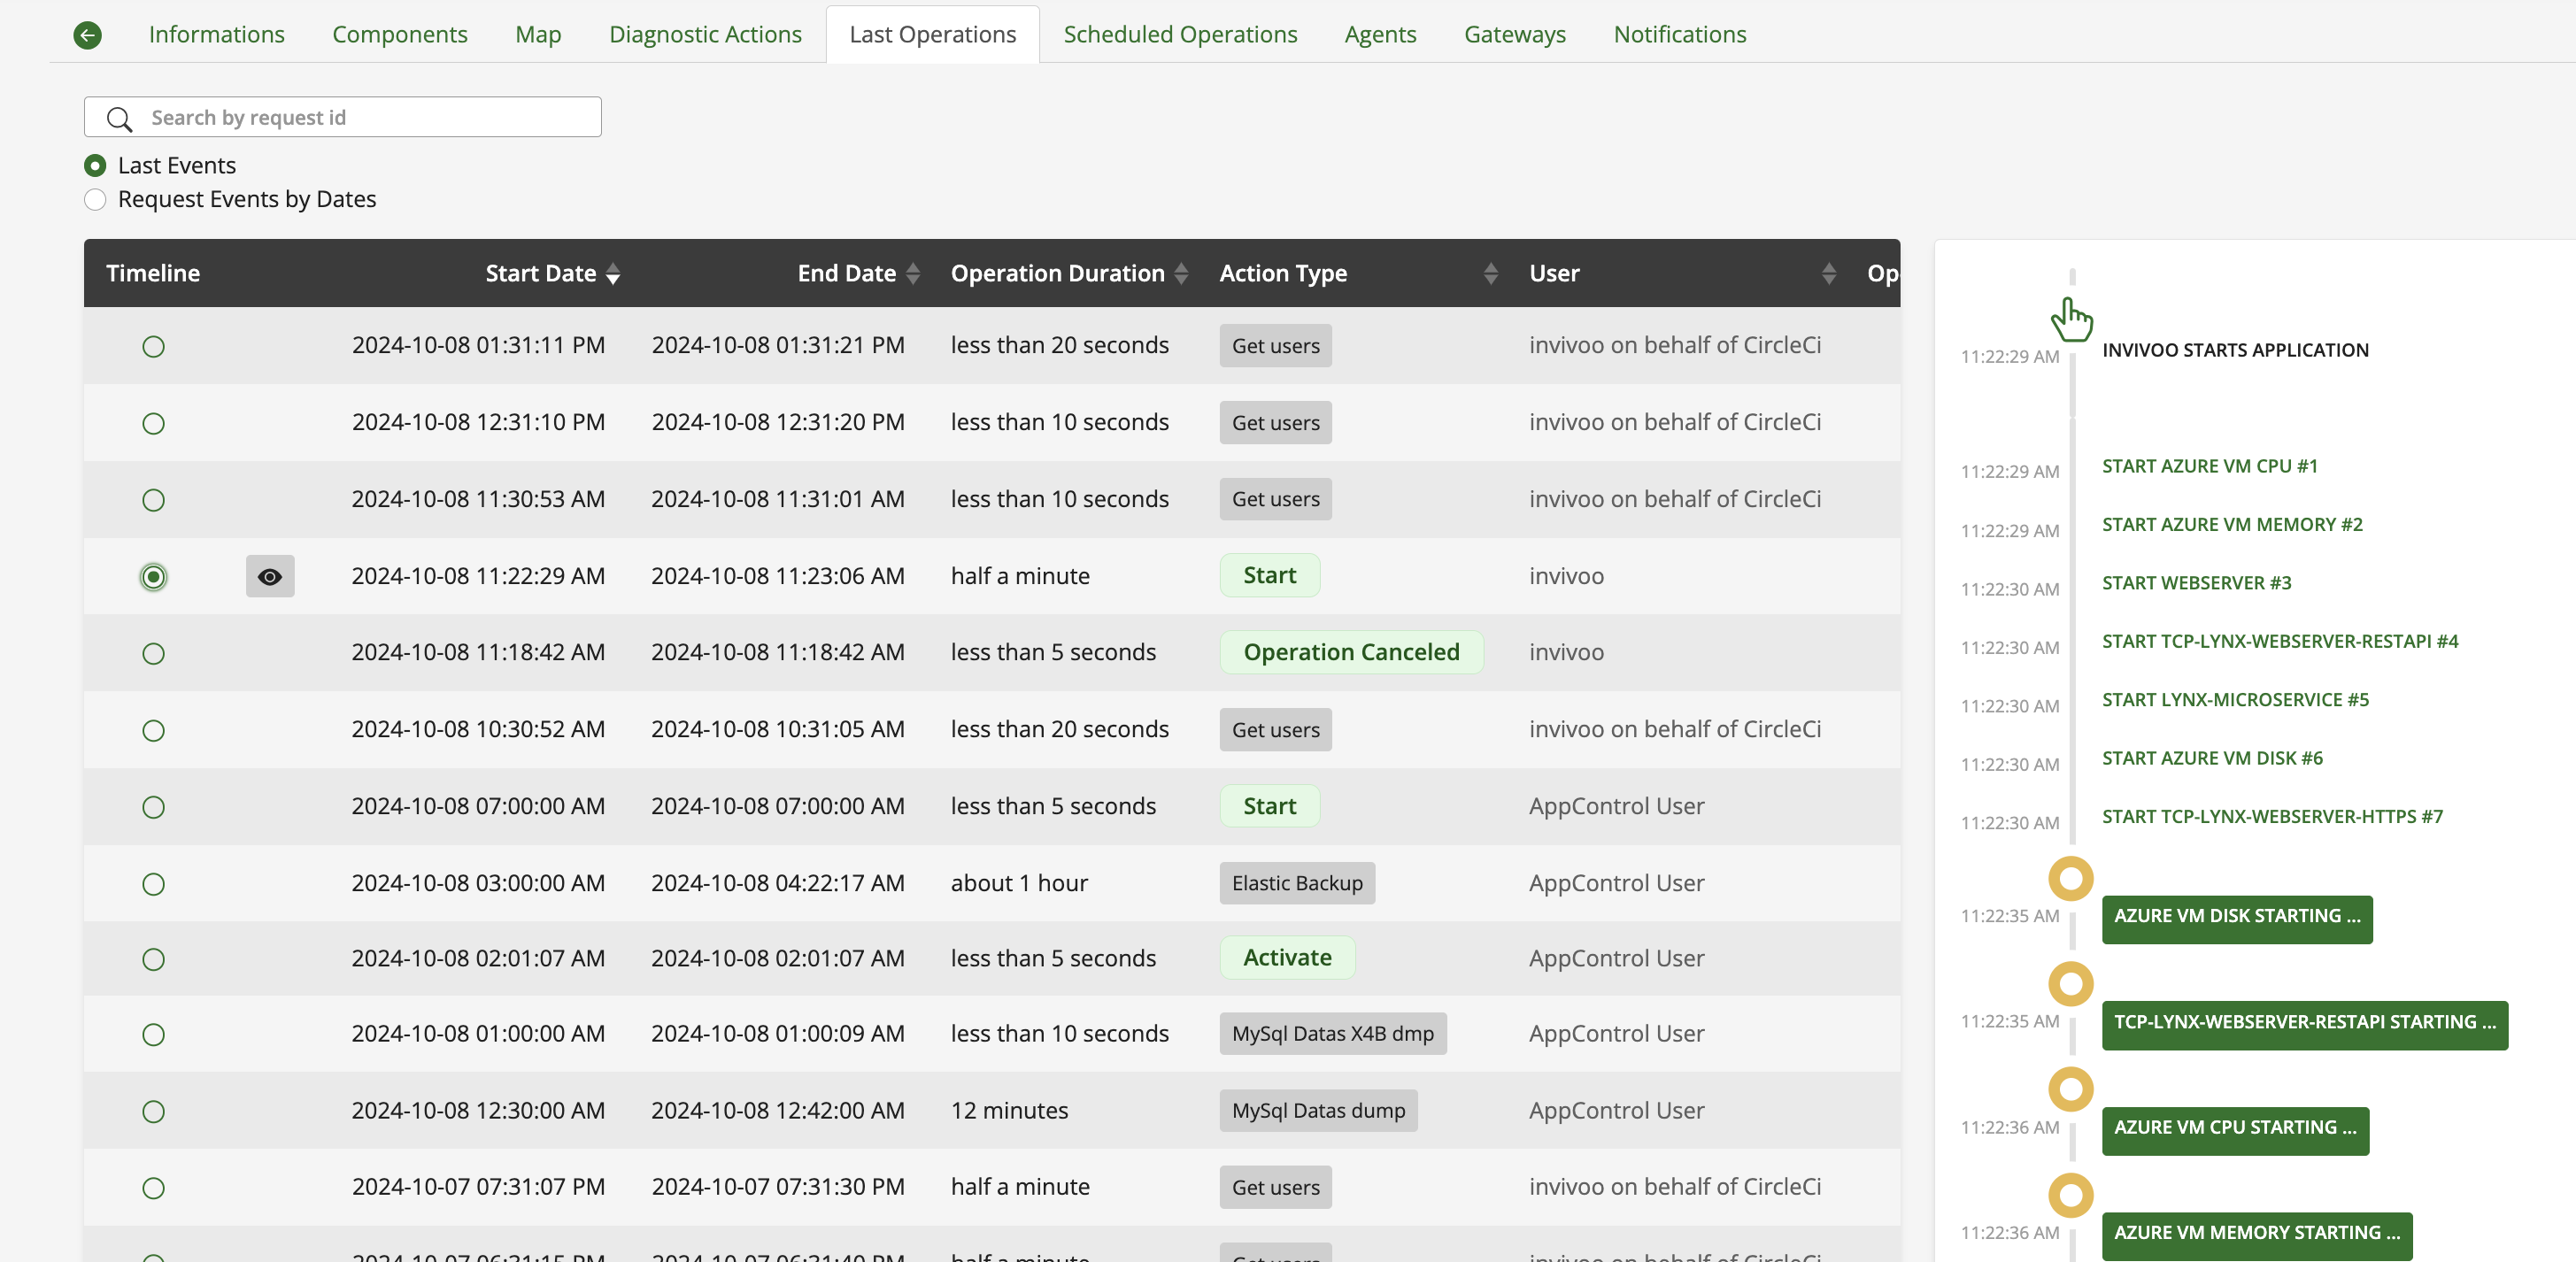 Informations Components Map Diagnostic Actions Last Operations Scheduled Operations Agents Gateways Notifications
Search by request id
Last Events
Request Events by Dates
Timeline Start Date End Date Operation Duration Action Type User Op
2024-10-08 01:31:11 PM 2024-10-08 01:31:21 PM less than 20 seconds Get users invivoo on behalf of CircleCi
2024-10-08 12:31:10 PM 2024-10-08 12:31:20 PM less than 10 seconds Get users invivoo on behalf of CircleCi
2024-10-08 11:30:53 AM 2024-10-08 11:31:01 AM less than 10 seconds Get users invivoo on behalf of CircleCi
2024-10-08 11:22:29 AM 2024-10-08 11:23:06 AM half a minute Start invivoo
2024-10-08 11:18:42 AM 2024-10-08 11:18:42 AM less than 5 seconds Operation Canceled invivoo
2024-10-08 10:30:52 AM 2024-10-08 10:31:05 AM less than 20 seconds Get users invivoo on behalf of CircleCi
2024-10-08 07:00:00 AM 2024-10-08 07:00:00 AM less than 5 seconds Start AppControl User
2024-10-08 03:00:00 AM 2024-10-08 04:22:17 AM about 1 hour Elastic Backup AppControl User
2024-10-08 02:01:07 AM 2024-10-08 02:01:07 AM less than 5 seconds Activate AppControl User
2024-10-08 01:00:00 AM 2024-10-08 01:00:09 AM less than 10 seconds MySql Datas X4B dmp AppControl User
2024-10-08 12:30:00 AM 2024-10-08 12:42:00 AM 12 minutes MySql Datas dump AppControl User
2024-10-07 07:31:07 PM 2024-10-07 07:31:30 PM half a minute Get users invivoo on behalf of CircleCi
11:22:29 AM INVIVOO STARTS APPLICATION
11:22:29 AM START AZURE VM CPU #1
11:22:29 AM START AZURE VM MEMORY #2
11:22:30 AM START WEBSERVER #3
11:22:30 AM START TCP-LYNX-WEBSERVER-RESTAPI #4
11:22:30 AM START LYNX-MICROSERVICE #5
11:22:30 AM START AZURE VM DISK #6
11:22:30 AM START TCP-LYNX-WEBSERVER-HTTPS #7
11:22:35 AM AZURE VM DISK STARTING ...
11:22:35 AM TCP-LYNX-WEBSERVER-RESTAPI STARTING ...
11:22:36 AM AZURE VM CPU STARTING ...
11:22:36 AM AZURE VM MEMORY STARTING ...